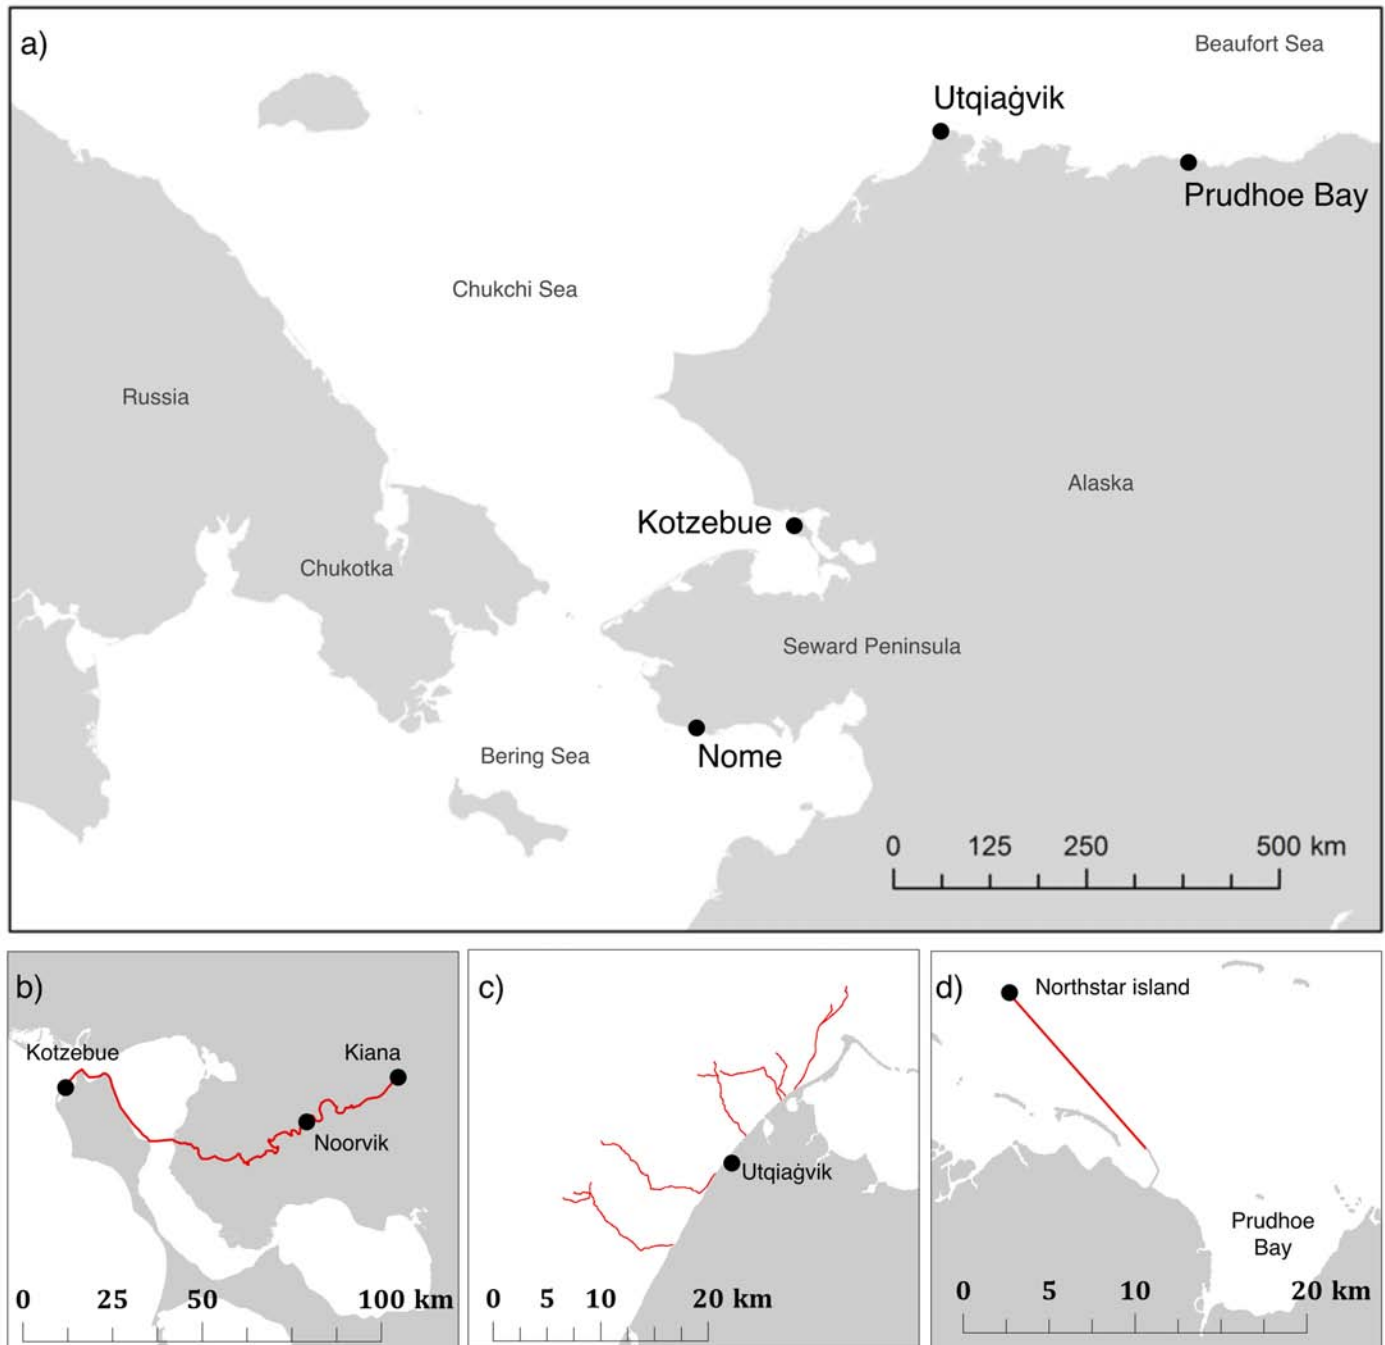 a)
Beaufort Sea
Utqiaġvik
Prudhoe Bay
Chukchi Sea
Russia
Alaska
Kotzebue
Chukotka
Seward Peninsula
Bering Sea
Nome
0 125 250 500 km
b)
Kotzebue
Kiana
Noorvik
0 25 50 100 km
c)
Utqiaġvik
0 5 10 20 km
d)
Northstar island
Prudhoe
Bay
0 5 10 20 km